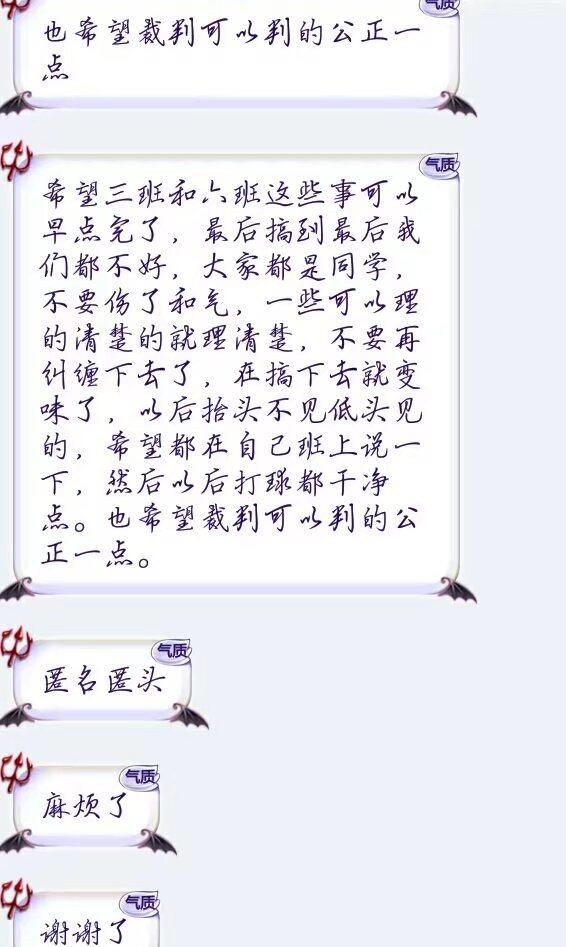 气质
也希望裁判可以判的公正一
点
气质
希望三班和六班这些事可以
早点完了，最后搞到最后我
们都不好，大家都是同学，
不要伤了和气，一些可以理
的清楚的就理清楚，不要再
纠缠下去了，在搞下去就变
味了，以后抬头不见低头见
的，希望都在自己班上说一
下，然后以后打球都干净
点。也希望裁判可以判的公
正一点。
气质
匿名匿头
气质
麻烦了
气质
谢谢了